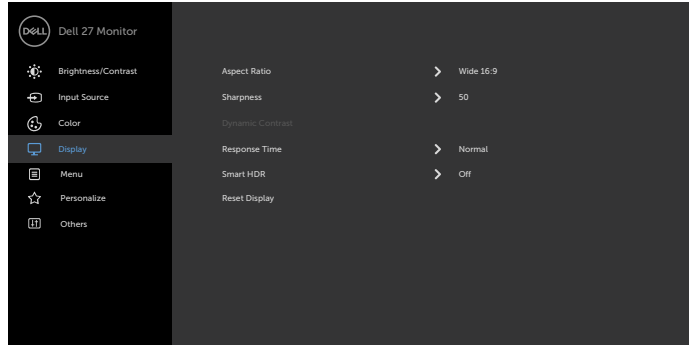 DELL
Dell 27 Monitor
Brightness/Contrast
Input Source
Color
Display
Menu
Personalize
Others
Aspect Ratio Wide 16:9
Sharpness 50
Dynamic Contrast
Response Time Normal
Smart HDR Off
Reset Display